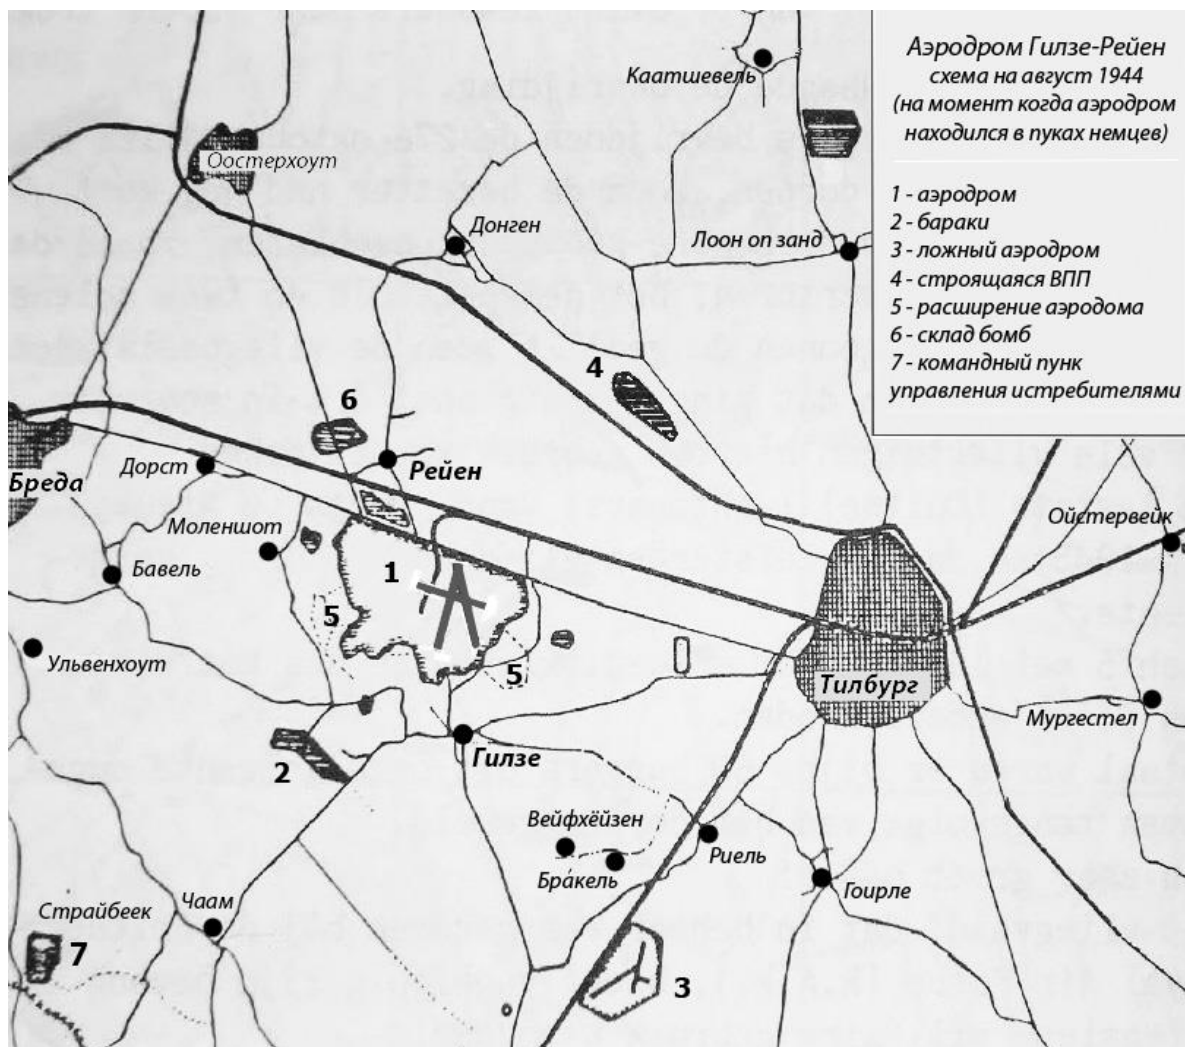 Аэродром Гилзе-Рейен
схема на август 1944
(на момент когда аэродром
находился в пуках немцев)
1 - аэродром
2 - бараки
3 - ложный аэродром
4 - строящаяся ВПП
5 - расширение аэродома
6 - склад бомб
7 - командный пунк
управления истребителями
Каатшевель
Оостерхоут
Донген
Лоон оп занд
4
6
Дорст
Рейен
Бреда
Моленшот
Ойстервейк
Бавель
1
5
Ульвенхоут
5
Тилбург
Мургестел
Гилзе
2
Вейфхёйзен
Риель
Бракель
Гоирле
Чаам
Страйбеек
7
3